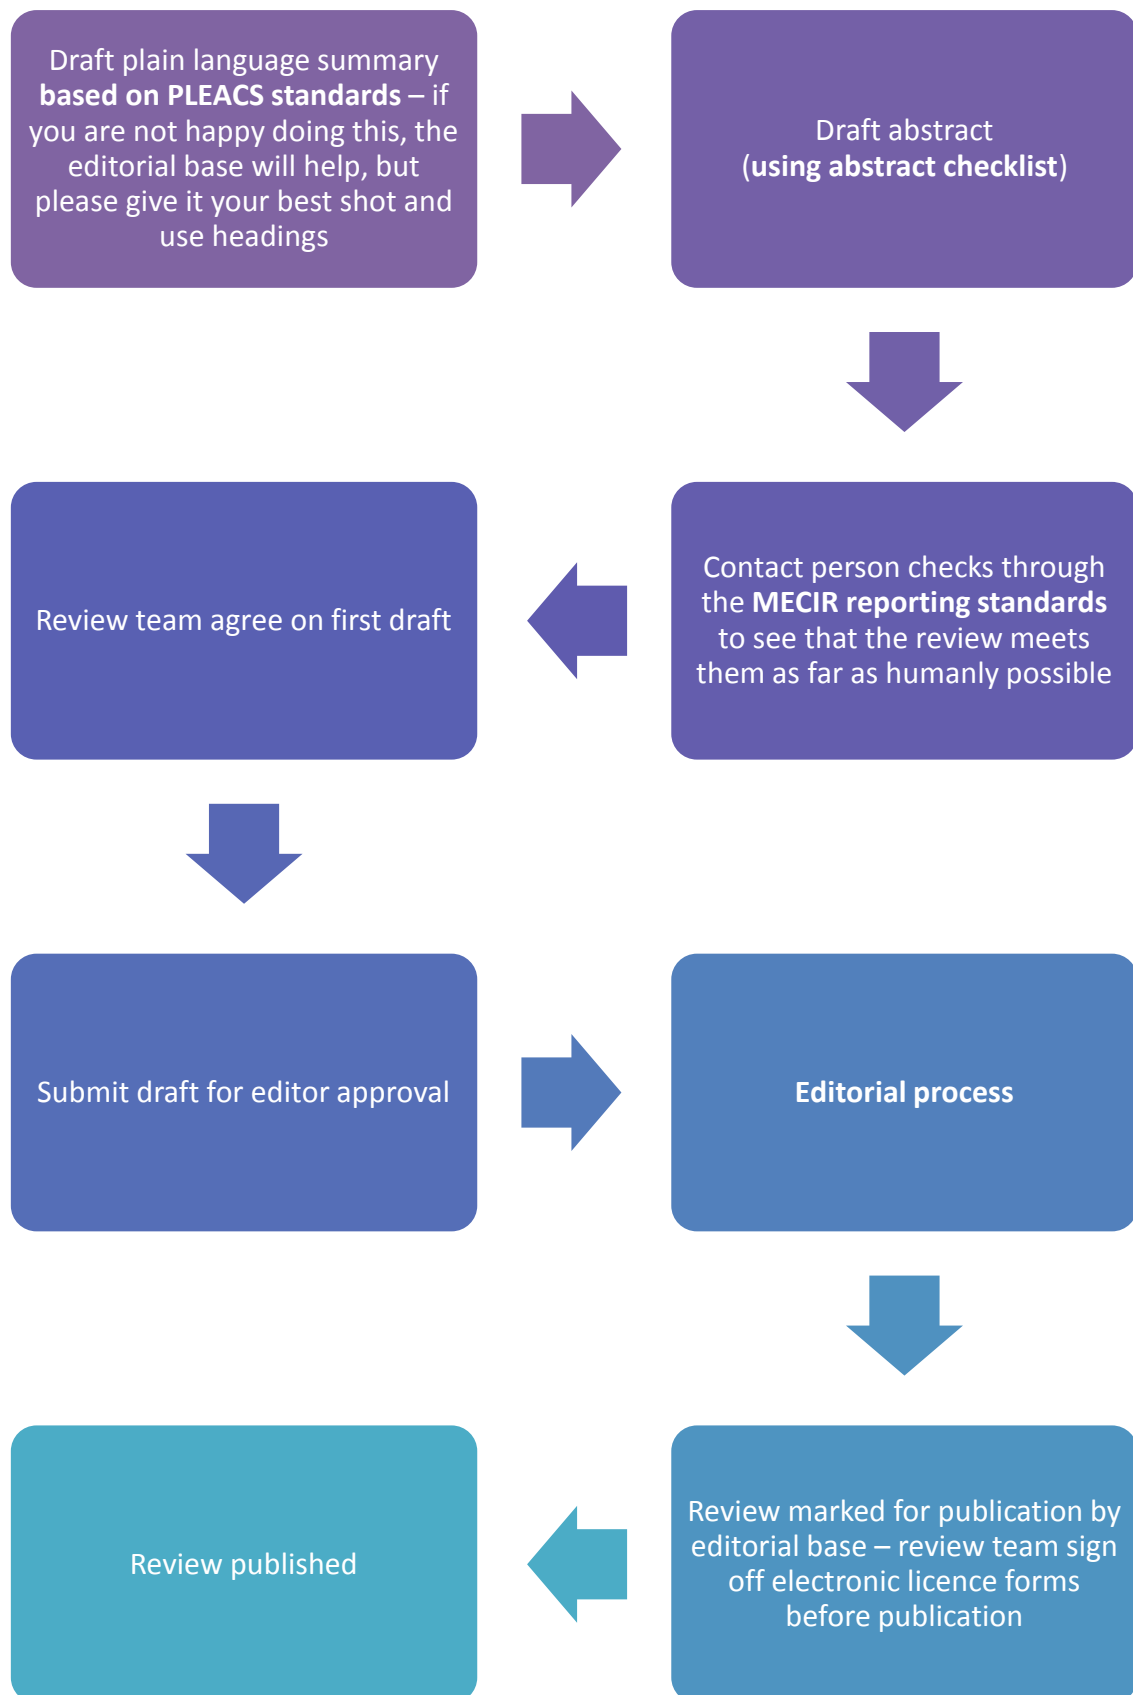 Draft plain language summary
based on PLEACS standards – if
you are not happy doing this, the
editorial base will help, but
please give it your best shot and
use headings
Draft abstract
(using abstract checklist)
Contact person checks through
the MECIR reporting standards
to see that the review meets
them as far as humanly possible
Review team agree on first draft
Submit draft for editor approval
Editorial process
Review marked for publication by
editorial base – review team sign
off electronic licence forms
before publication
Review published